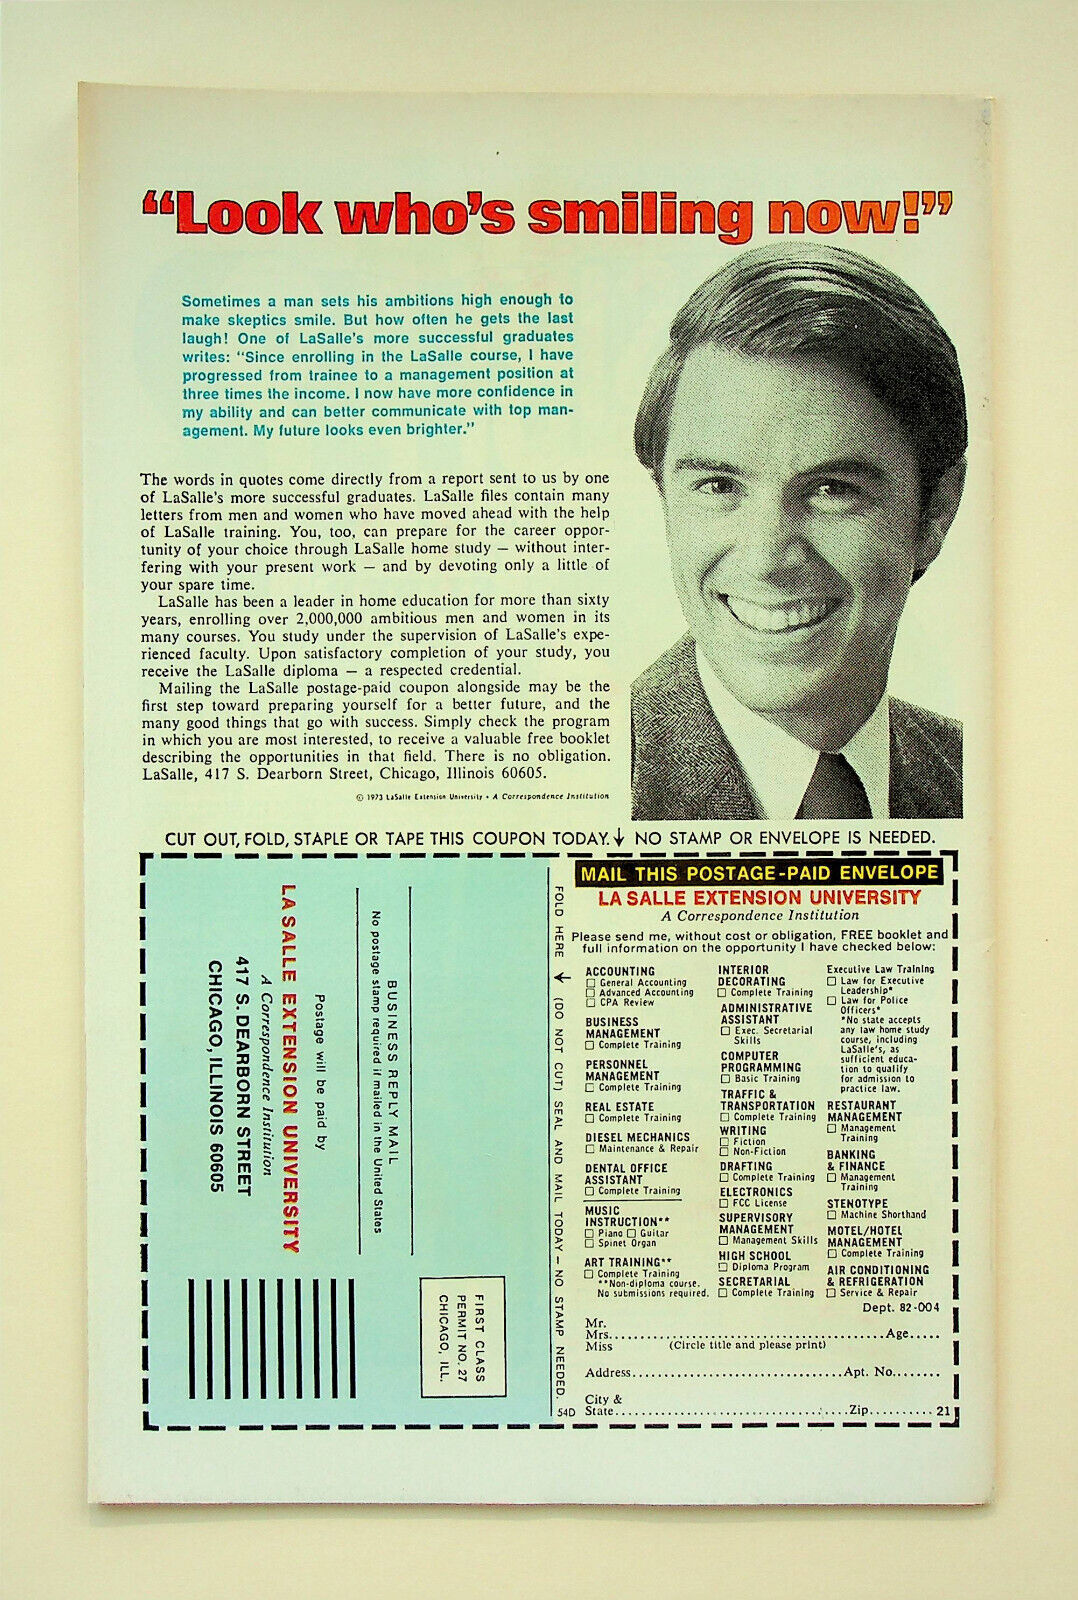 “Look who’s smiling now!”
Sometimes a man sets his ambitions high enough to
make skeptics smile. But how often he gets the last
laugh! One of LaSalle's more successful graduates
writes: "Since enrolling in the LaSalle course, I have
progressed from trainee to a management position at
three times the income. I now have more confidence in
my ability and can better communicate with top man-
agement. My future looks even brighter."
The words in quotes come directly from a report sent to us by one
of LaSalle's more successful graduates. LaSalle files contain many
letters from men and women who have moved ahead with the help
of LaSalle training. You, too, can prepare for the career oppor-
tunity of your choice through LaSalle home study — without inter-
fering with your present work — and by devoting only a little of
your spare time.
LaSalle has been a leader in home education for more than sixty
years, enrolling over 2,000,000 ambitious men and women in its
many courses. You study under the supervision of LaSalle's expe-
rienced faculty. Upon satisfactory completion of your study, you
receive the LaSalle diploma — a respected credential.
Mailing the LaSalle postage-paid coupon alongside may be the
first step toward preparing yourself for a better future, and the
many good things that go with success. Simply check the program
in which you are most interested, to receive a valuable free booklet
describing the opportunities in that field. There is no obligation.
LaSalle, 417 S. Dearborn Street, Chicago, Illinois 60605.
© 1973 LaSalle Extension University • A Correspondence Institution
CUT OUT, FOLD, STAPLE OR TAPE THIS COUPON TODAY. ↓ NO STAMP OR ENVELOPE IS NEEDED.
FIRST CLASS
PERMIT NO. 27
CHICAGO, ILL.
BUSINESS REPLY MAIL
No postage stamp required if mailed in the United States
Postage will be paid by
LA SALLE EXTENSION UNIVERSITY
A Correspondence Institution
417 S. DEARBORN STREET
CHICAGO, ILLINOIS 60605
FOLD HERE ← (DO NOT CUT) SEAL AND MAIL TODAY – NO STAMP NEEDED.
54D
MAIL THIS POSTAGE-PAID ENVELOPE
LA SALLE EXTENSION UNIVERSITY
A Correspondence Institution
Please send me, without cost or obligation, FREE booklet and
full information on the opportunity I have checked below:
ACCOUNTING
□ General Accounting
□ Advanced Accounting
□ CPA Review
BUSINESS
MANAGEMENT
□ Complete Training
PERSONNEL
MANAGEMENT
□ Complete Training
REAL ESTATE
□ Complete Training
DIESEL MECHANICS
□ Maintenance & Repair
DENTAL OFFICE
ASSISTANT
□ Complete Training
MUSIC
INSTRUCTION**
□ Piano □ Guitar
□ Spinet Organ
ART TRAINING**
□ Complete Training
**Non-diploma course.
No submissions required.
INTERIOR
DECORATING
□ Complete Training
ADMINISTRATIVE
ASSISTANT
□ Exec. Secretarial
Skills
COMPUTER
PROGRAMMING
□ Basic Training
TRAFFIC &
TRANSPORTATION
□ Complete Training
WRITING
□ Fiction
□ Non-Fiction
DRAFTING
□ Complete Training
ELECTRONICS
□ FCC License
SUPERVISORY
MANAGEMENT
□ Management Skills
HIGH SCHOOL
□ Diploma Program
SECRETARIAL
□ Complete Training
Executive Law Training
□ Law for Executive
Leadership*
□ Law for Police
Officers*
*No state accepts
any law home study
course, including
LaSalle's, as
sufficient educa-
tion to qualify
for admission to
practice law.
RESTAURANT
MANAGEMENT
□ Management
Training
BANKING
& FINANCE
□ Management
Training
STENOTYPE
□ Machine Shorthand
MOTEL/HOTEL
MANAGEMENT
□ Complete Training
AIR CONDITIONING
& REFRIGERATION
□ Service & Repair
Dept. 82-004
Mr.
Mrs. Age
Miss (Circle title and please print)
Address Apt. No.
City &
State Zip 21